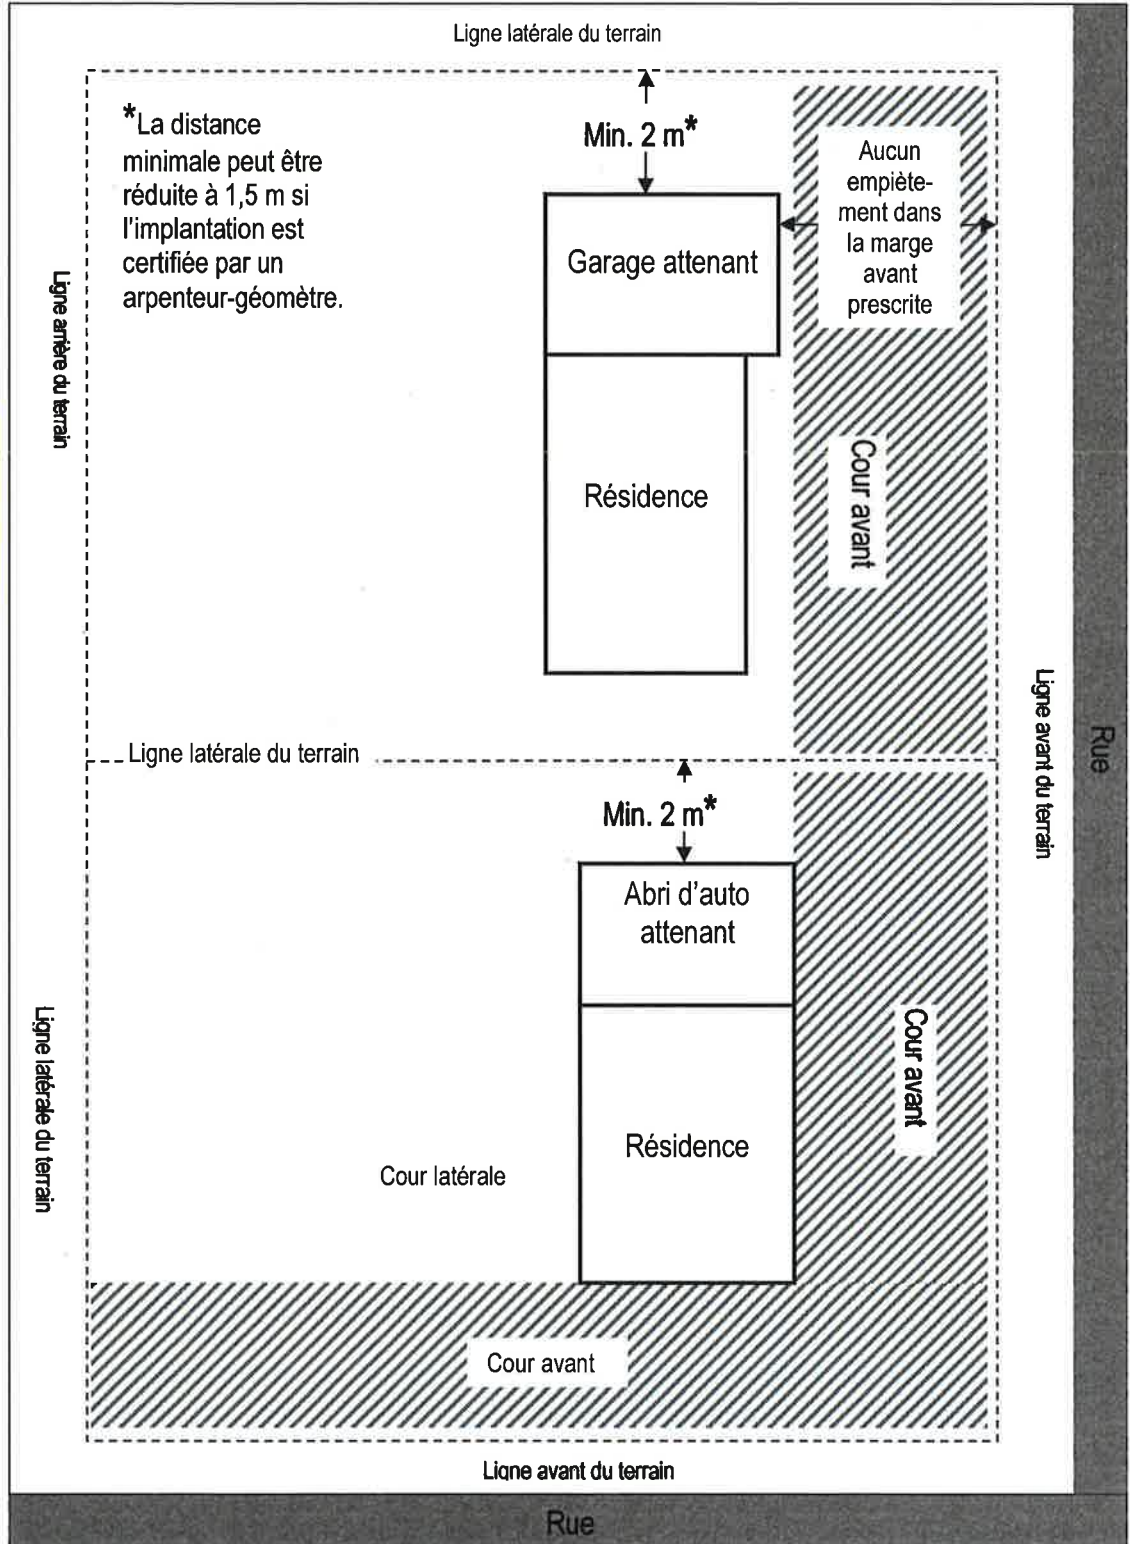 Ligne latérale du terrain
*La distance
minimale peut être
réduite à 1,5 m si
l'implantation est
certifiée par un
arpenteur-géomètre.
Min. 2 m*
Aucun
empiète-
ment dans
la marge
avant
prescrite
Garage attenant
Ligne arrière du terrain
Résidence
Cour avant
Ligne avant du terrain
Rue
Ligne latérale du terrain
Min. 2 m*
Abri d'auto
attenant
Ligne latérale du terrain
Cour avant
Résidence
Cour latérale
Cour avant
Ligne avant du terrain
Rue